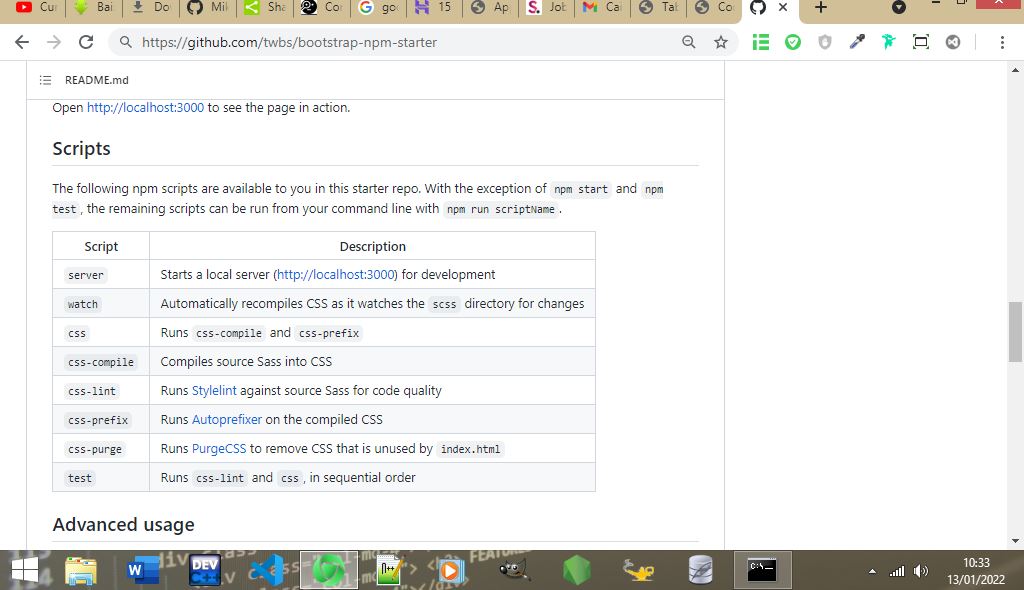 Cu
Bai
Do
Mil
Sha
Co
go
15
Ap
Jol
Cal
Tal
Co
https://github.com/twbs/bootstrap-npm-starter
README.md
Open http://localhost:3000 to see the page in action.
Scripts
The following npm scripts are available to you in this starter repo. With the exception of npm start and npm
test, the remaining scripts can be run from your command line with npm run scriptName.
Script Description
server Starts a local server (http://localhost:3000) for development
watch Automatically recompiles CSS as it watches the scss directory for changes
css Runs css-compile and css-prefix
css-compile Compiles source Sass into CSS
css-lint Runs Stylelint against source Sass for code quality
css-prefix Runs Autoprefixer on the compiled CSS
css-purge Runs PurgeCSS to remove CSS that is unused by index.html
test Runs css-lint and css, in sequential order
Advanced usage
DEV
C++
10:33
13/01/2022